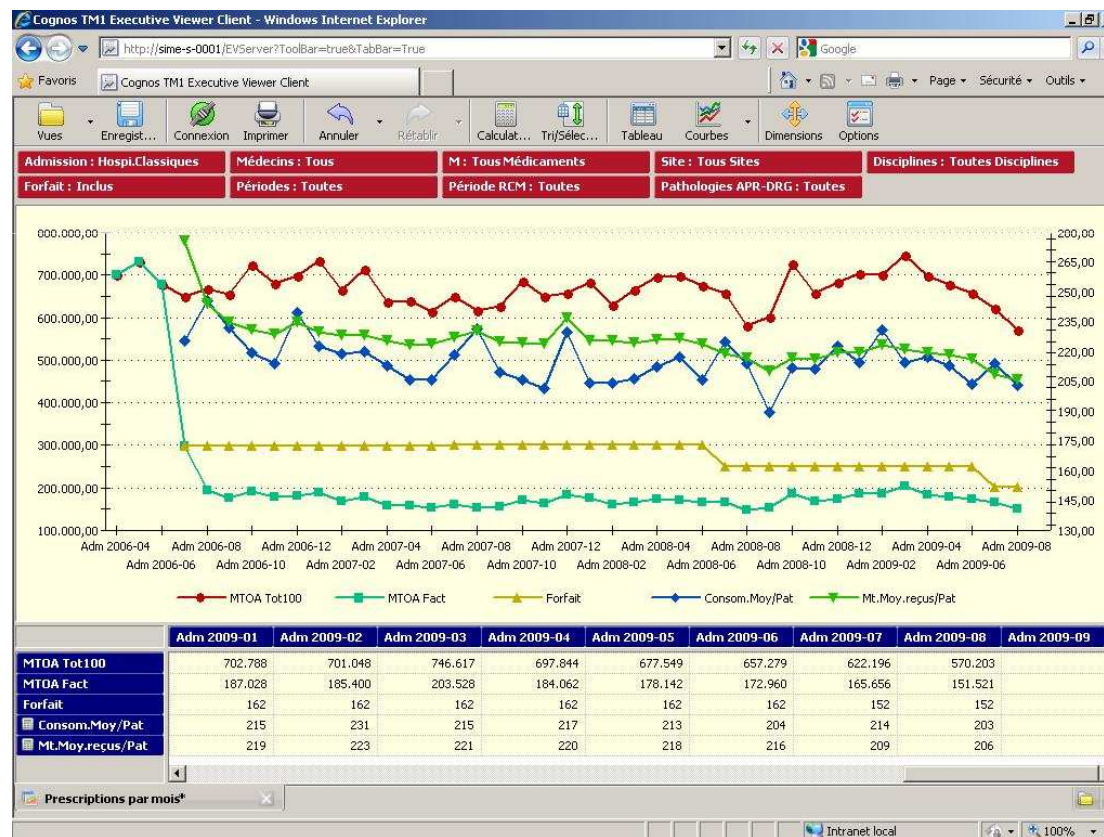 Cognos TM1 Executive Viewer Client - Windows Internet Explorer
http://sime-s-0001/EVServer?ToolBar=true&TabBar=True
Google
Favoris Cognos TM1 Executive Viewer Client Page Sécurité Outils
Vues Enregist... Connexion Imprimer Annuler Rétablir Calculat... Tri/Sélec... Tableau Courbes Dimensions Options
Admission : Hospi.Classiques Médecins : Tous M : Tous Médicaments Site : Tous Sites Disciplines : Toutes Disciplines
Forfait : Inclus Périodes : Toutes Période RCM : Toutes Pathologies APR-DRG : Toutes
800.000,00 280,00
700.000,00 265,00
600.000,00 250,00
500.000,00 235,00
400.000,00 220,00
300.000,00 205,00
200.000,00 190,00
100.000,00 175,00
160,00
145,00
130,00
Adm 2006-04 Adm 2006-08 Adm 2006-12 Adm 2007-04 Adm 2007-08 Adm 2007-12 Adm 2008-04 Adm 2008-08 Adm 2008-12 Adm 2009-04 Adm 2009-08
Adm 2006-06 Adm 2006-10 Adm 2007-02 Adm 2007-06 Adm 2007-10 Adm 2008-02 Adm 2008-06 Adm 2008-10 Adm 2009-02 Adm 2009-06
MTOA Tot100 MTOA Fact Forfait Consom.Moy/Pat Mt.Moy.reçus/Pat
Adm 2009-01 Adm 2009-02 Adm 2009-03 Adm 2009-04 Adm 2009-05 Adm 2009-06 Adm 2009-07 Adm 2009-08 Adm 2009-09
MTOA Tot100 702.788 701.048 746.617 697.844 677.549 657.279 622.196 570.203
MTOA Fact 187.028 185.400 203.528 184.062 178.142 172.960 165.656 151.521
Forfait 162 162 162 162 162 162 152 152
Consom.Moy/Pat 215 231 215 217 213 204 214 203
Mt.Moy.reçus/Pat 219 223 221 220 218 216 209 206
Prescriptions par mois*
Intranet local 100%